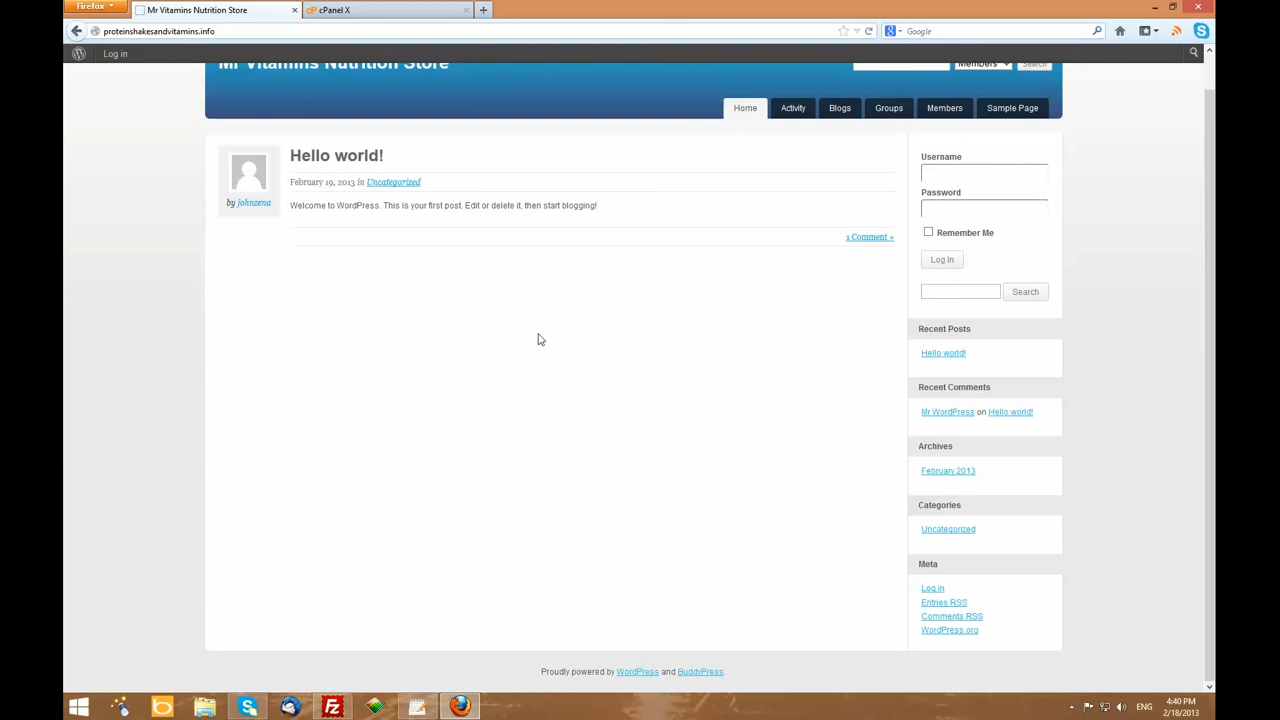 Firefox
Mr Vitamins Nutrition Store
cPanel X
proteinshakesandvitamins.info
Google
Log in
Mr Vitamins Nutrition Store
Members
Search
Home
Activity
Blogs
Groups
Members
Sample Page
Hello world!
February 19, 2013 in Uncategorized
by johnzena
Welcome to WordPress. This is your first post. Edit or delete it, then start blogging!
1 Comment »
Username
Password
Remember Me
Log In
Search
Recent Posts
Hello world!
Recent Comments
Mr WordPress on Hello world!
Archives
February 2013
Categories
Uncategorized
Meta
Log in
Entries RSS
Comments RSS
WordPress.org
Proudly powered by WordPress and BuddyPress.
ENG
4:40 PM
2/18/2013